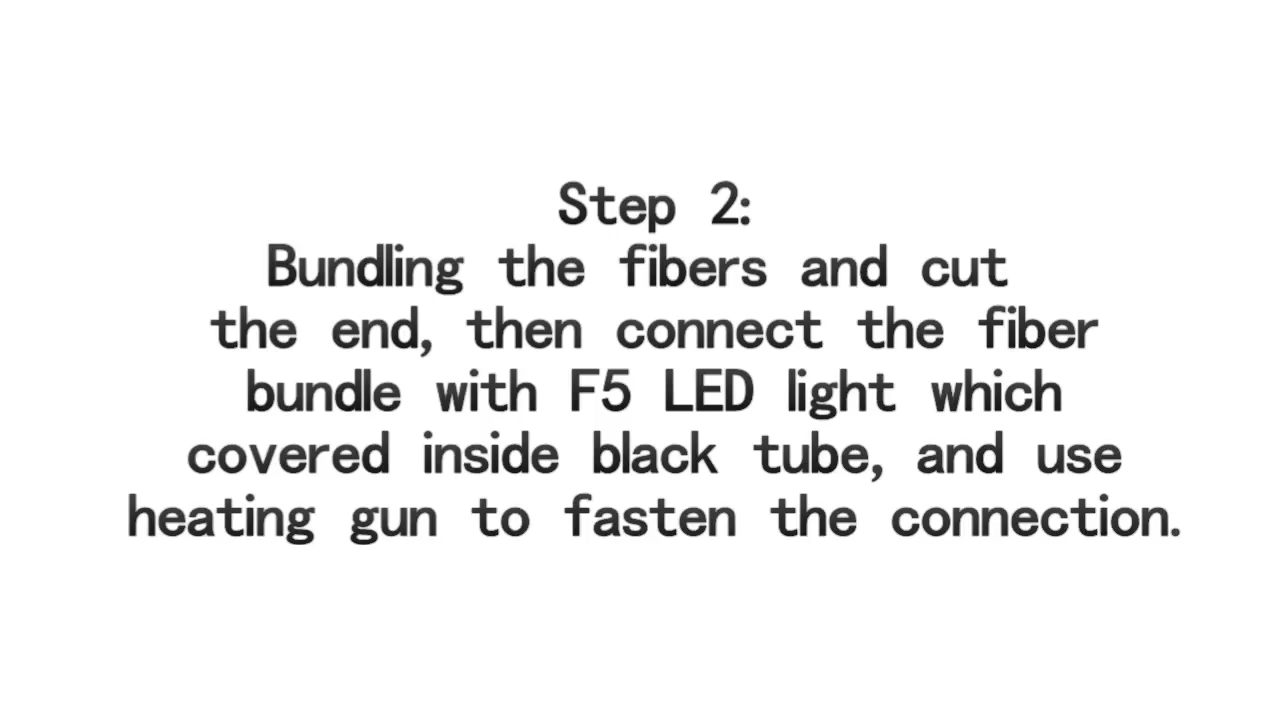 Step 2:
Bundling the fibers and cut
the end, then connect the fiber
bundle with F5 LED light which
covered inside black tube, and use
heating gun to fasten the connection.